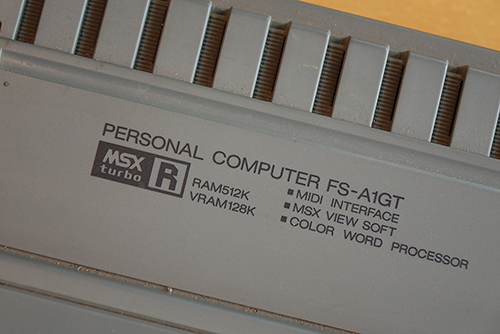 PERSONAL COMPUTER FS-A1GT
MSX turbo R
RAM512K
VRAM128K
■MIDI INTERFACE
■MSX VIEW SOFT
■COLOR WORD PROCESSOR